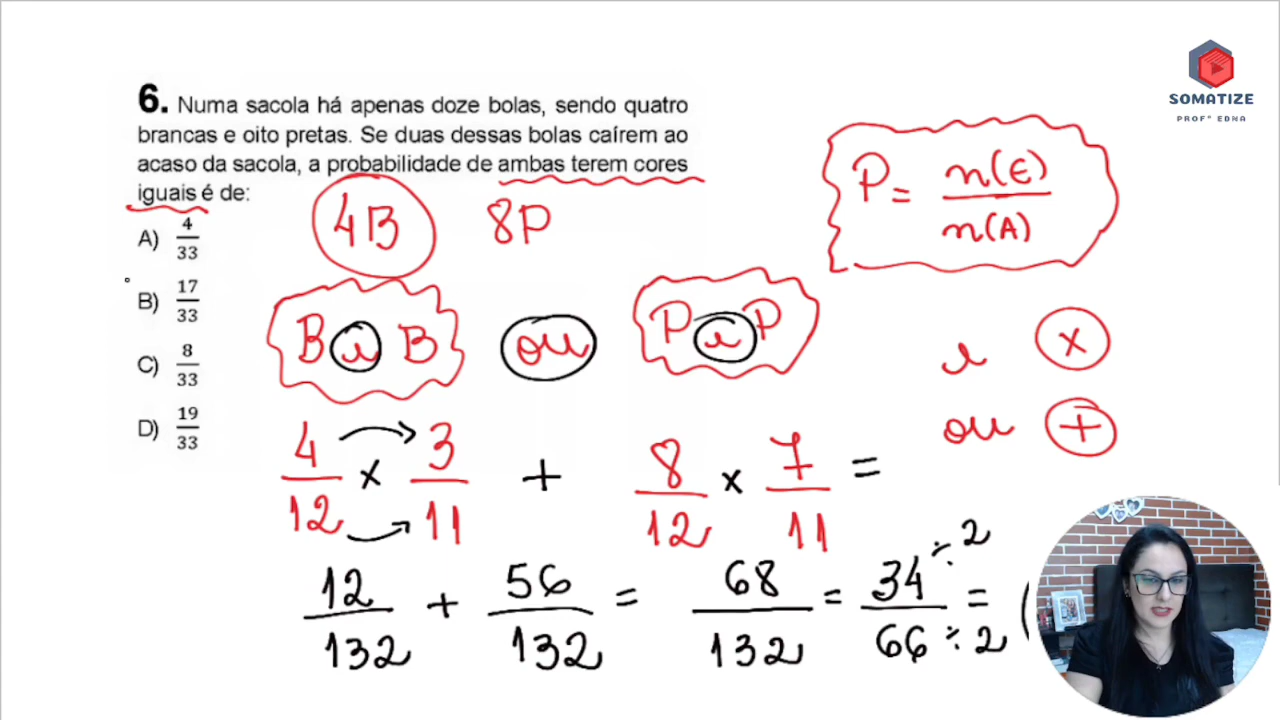 SOMATIZE
PROFª EDNA
6. Numa sacola há apenas doze bolas, sendo quatro
brancas e oito pretas. Se duas dessas bolas caírem ao
acaso da sacola, a probabilidade de ambas terem cores
iguais é de:
A) 4/33
B) 17/33
C) 8/33
D) 19/33
4B 8P
P = n(E)/n(A)
B e B ou P e P
e x
ou +
4/12 x 3/11 + 8/12 x 7/11 =
12/132 + 56/132 = 68/132 = 34÷2/66÷2 = (